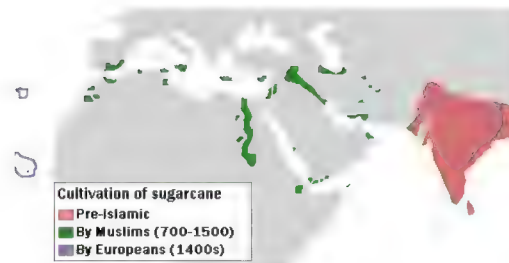 Cultivation of sugarcane
Pre-Islamic
By Muslims (700-1500)
By Europeans (1400s)